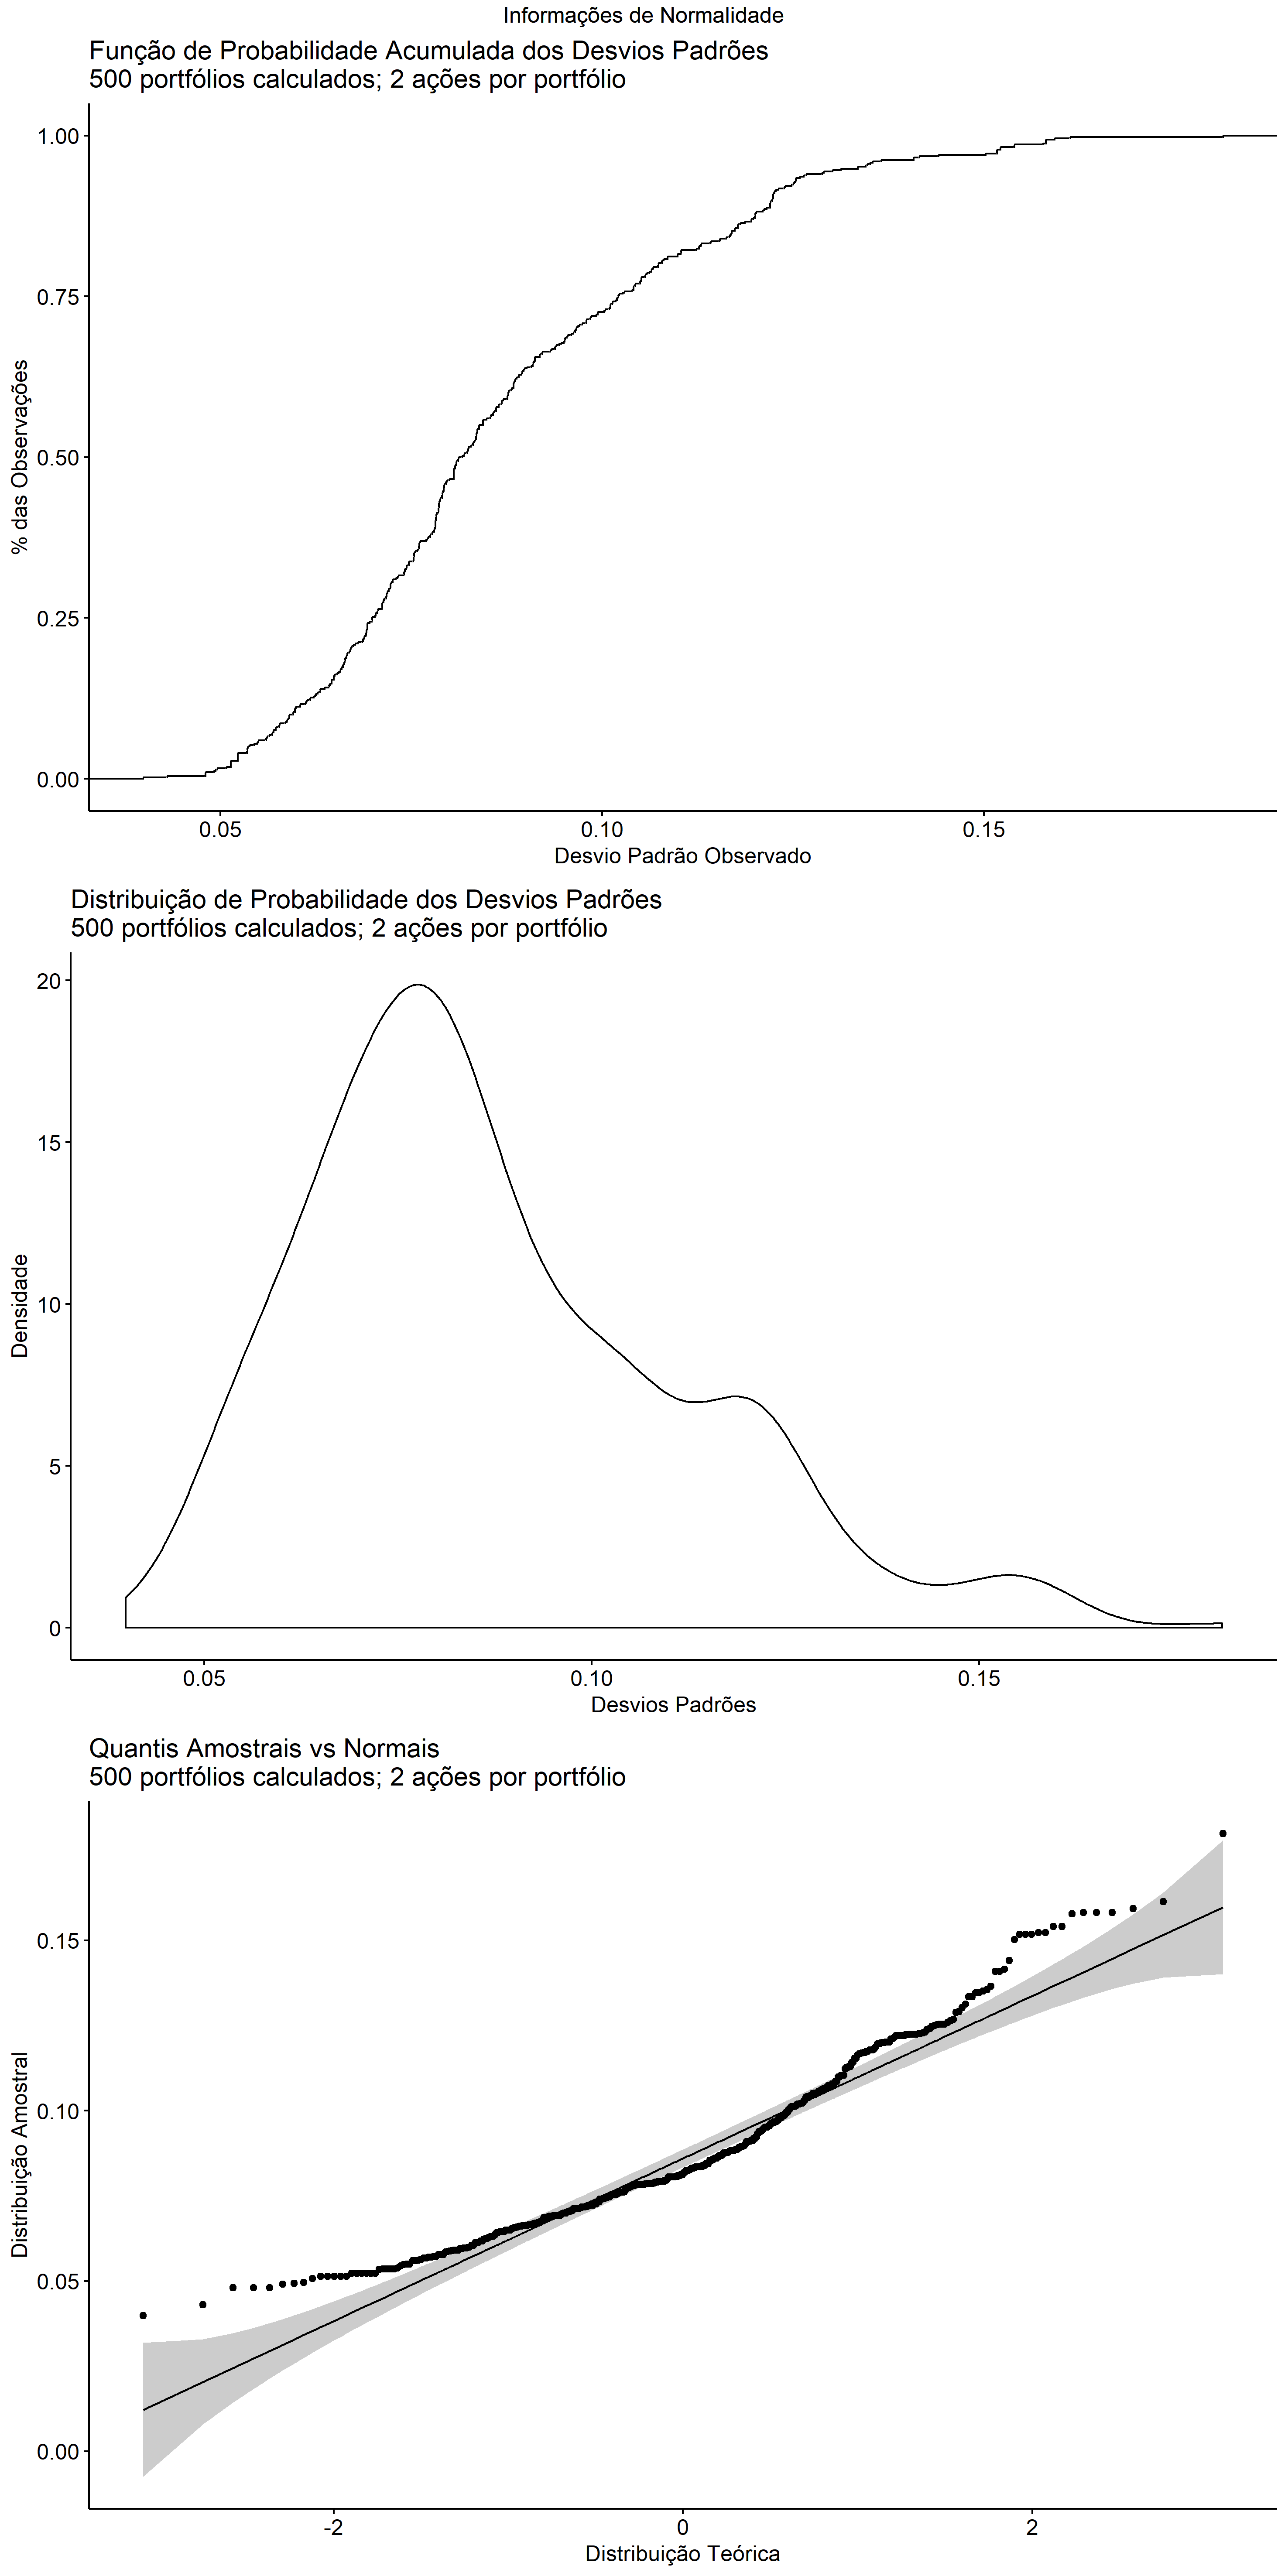 Informações de Normalidade
Função de Probabilidade Acumulada dos Desvios Padrões
500 portfólios calculados; 2 ações por portfólio
% das Observações
1.00
0.75
0.50
0.25
0.00
0.05
0.10
0.15
Desvio Padrão Observado
Distribuição de Probabilidade dos Desvios Padrões
500 portfólios calculados; 2 ações por portfólio
Densidade
20
15
10
5
0
0.05
0.10
0.15
Desvios Padrões
Quantis Amostrais vs Normais
500 portfólios calculados; 2 ações por portfólio
Distribuição Amostral
0.15
0.10
0.05
0.00
-2
0
2
Distribuição Teórica